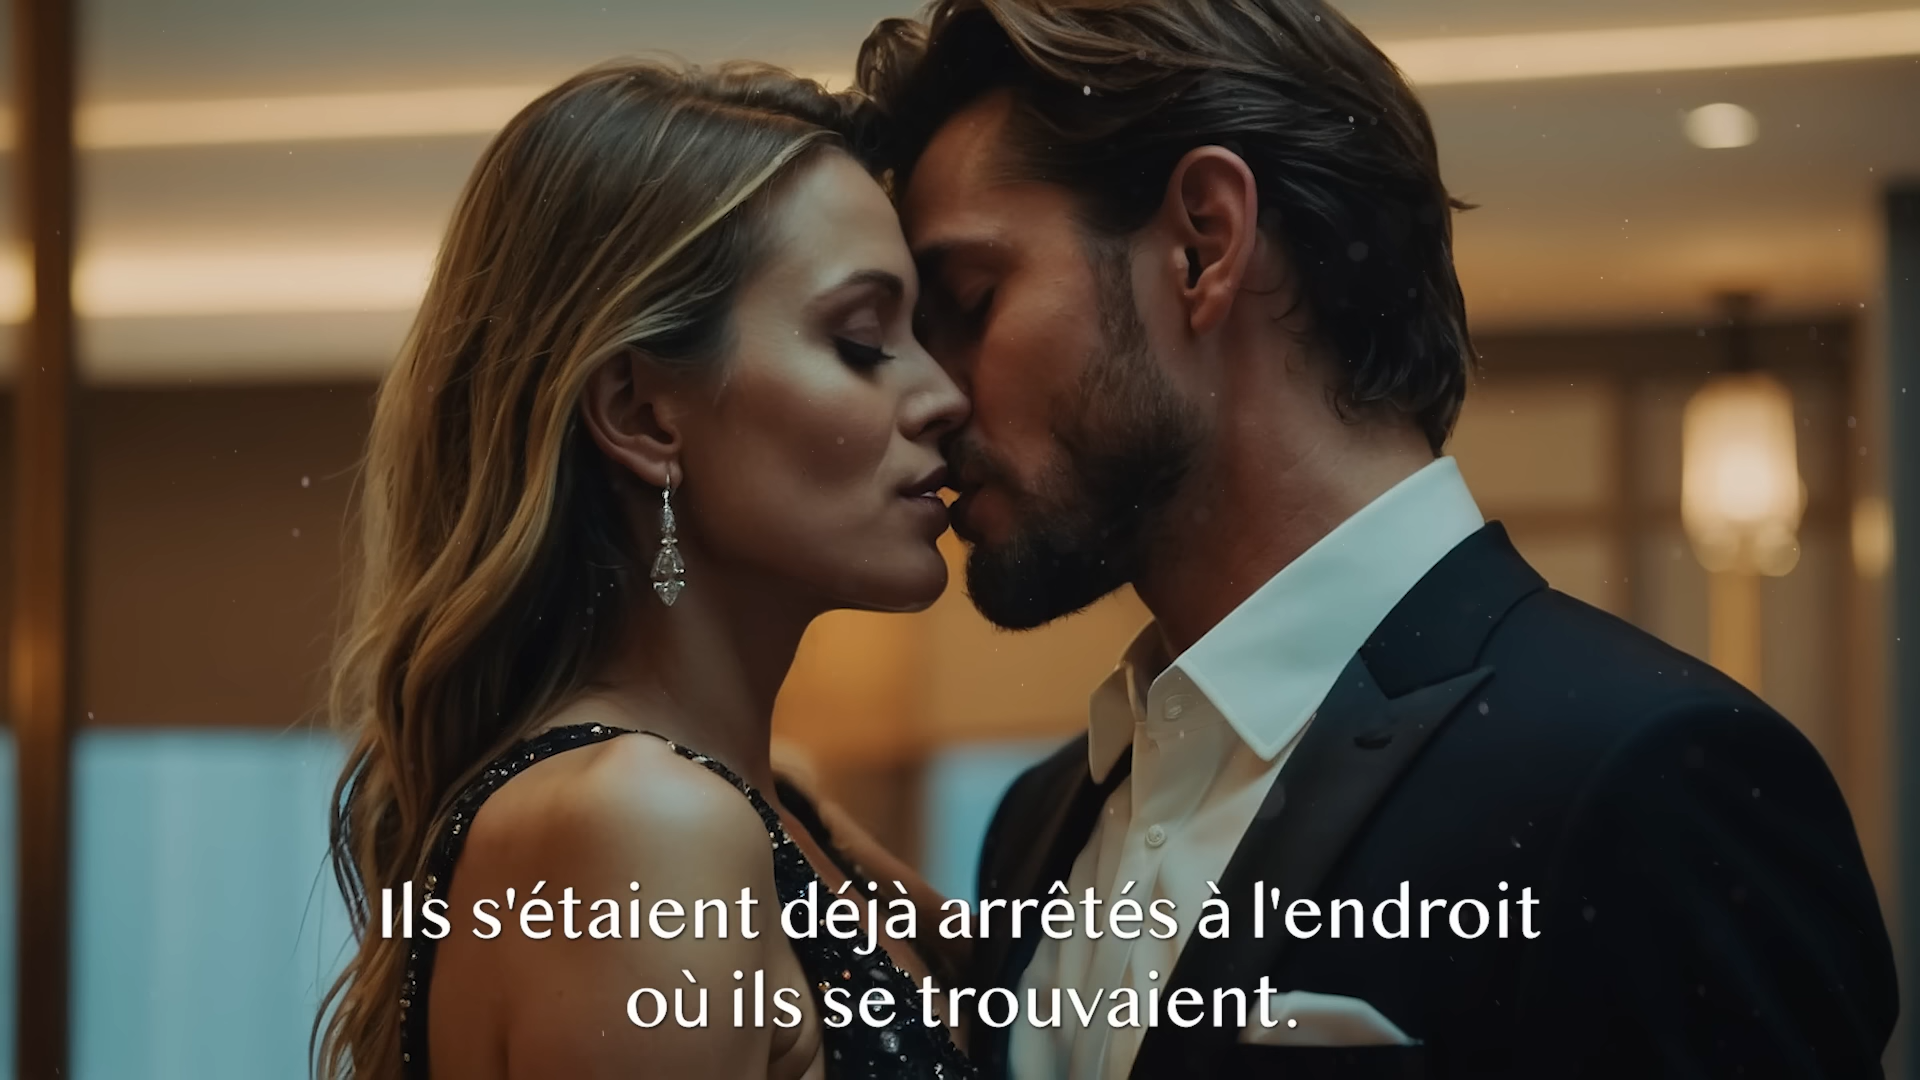 Ils s'étaient déjà arrêtés à l'endroit
où ils se trouvaient.